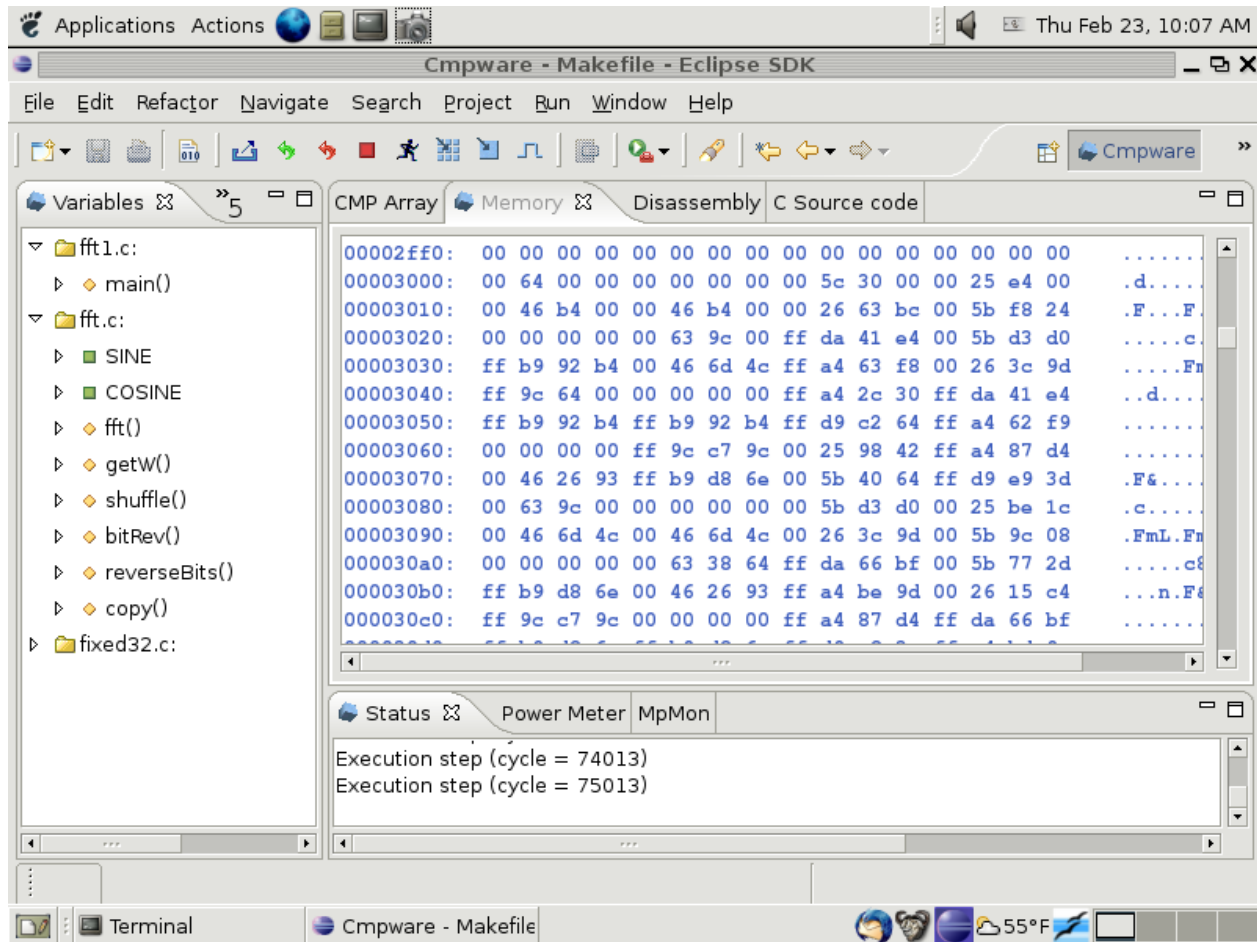 Applications Actions Thu Feb 23, 10:07 AM
Cmpware - Makefile - Eclipse SDK
File Edit Refactor Navigate Search Project Run Window Help
010 Cmpware »
Variables »5 CMP Array Memory Disassembly C Source code
fft1.c:
main()
fft.c:
SINE
COSINE
fft()
getW()
shuffle()
bitRev()
reverseBits()
copy()
fixed32.c:
00002ff0: 00 00 00 00 00 00 00 00 00 00 00 00 00 00 00 00 .......
00003000: 00 64 00 00 00 00 00 00 00 5c 30 00 00 25 e4 00 .d.....
00003010: 00 46 b4 00 00 46 b4 00 00 26 63 bc 00 5b f8 24 .F...F.
00003020: 00 00 00 00 00 63 9c 00 ff da 41 e4 00 5b d3 d0 .....c.
00003030: ff b9 92 b4 00 46 6d 4c ff a4 63 f8 00 26 3c 9d .....Fm
00003040: ff 9c 64 00 00 00 00 00 ff a4 2c 30 ff da 41 e4 ..d....
00003050: ff b9 92 b4 ff b9 92 b4 ff d9 c2 64 ff a4 62 f9 .......
00003060: 00 00 00 00 ff 9c c7 9c 00 25 98 42 ff a4 87 d4 .......
00003070: 00 46 26 93 ff b9 d8 6e 00 5b 40 64 ff d9 e9 3d .F&....
00003080: 00 63 9c 00 00 00 00 00 00 5b d3 d0 00 25 be 1c .c.....
00003090: 00 46 6d 4c 00 46 6d 4c 00 26 3c 9d 00 5b 9c 08 .FmL.Fm
000030a0: 00 00 00 00 00 63 38 64 ff da 66 bf 00 5b 77 2d .....c8
000030b0: ff b9 d8 6e 00 46 26 93 ff a4 be 9d 00 26 15 c4 ...n.F&
000030c0: ff 9c c7 9c 00 00 00 00 ff a4 87 d4 ff da 66 bf .......
Status Power Meter MpMon
Execution step (cycle = 74013)
Execution step (cycle = 75013)
Terminal Cmpware - Makefile 55°F